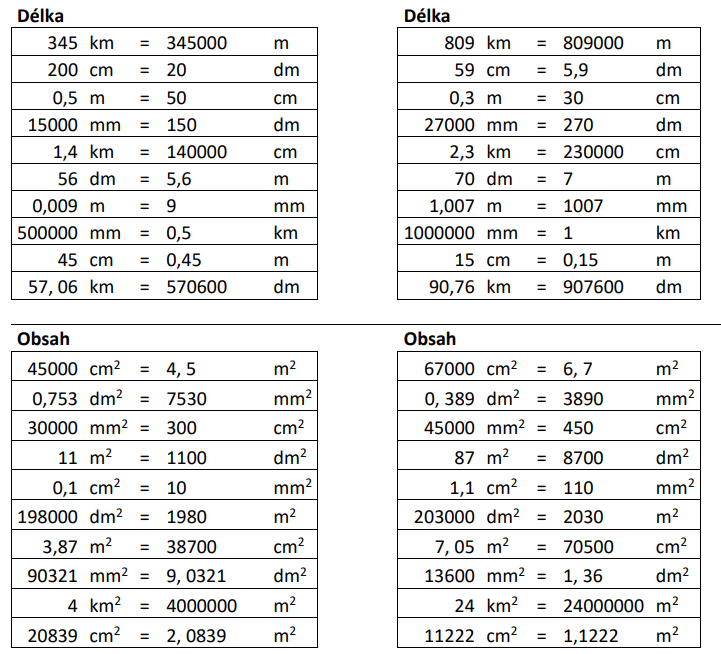 Délka Délka
345 km = 345000 m 809 km = 809000 m
200 cm = 20 dm 59 cm = 5,9 dm
0,5 m = 50 cm 0,3 m = 30 cm
15000 mm = 150 dm 27000 mm = 270 dm
1,4 km = 140000 cm 2,3 km = 230000 cm
56 dm = 5,6 m 70 dm = 7 m
0,009 m = 9 mm 1,007 m = 1007 mm
500000 mm = 0,5 km 1000000 mm = 1 km
45 cm = 0,45 m 15 cm = 0,15 m
57, 06 km = 570600 dm 90,76 km = 907600 dm
Obsah Obsah
45000 cm² = 4, 5 m² 67000 cm² = 6, 7 m²
0,753 dm² = 7530 mm² 0, 389 dm² = 3890 mm²
30000 mm² = 300 cm² 45000 mm² = 450 cm²
11 m² = 1100 dm² 87 m² = 8700 dm²
0,1 cm² = 10 mm² 1,1 cm² = 110 mm²
198000 dm² = 1980 m² 203000 dm² = 2030 m²
3,87 m² = 38700 cm² 7, 05 m² = 70500 cm²
90321 mm² = 9, 0321 dm² 13600 mm² = 1, 36 dm²
4 km² = 4000000 m² 24 km² = 24000000 m²
20839 cm² = 2, 0839 m² 11222 cm² = 1,1222 m²